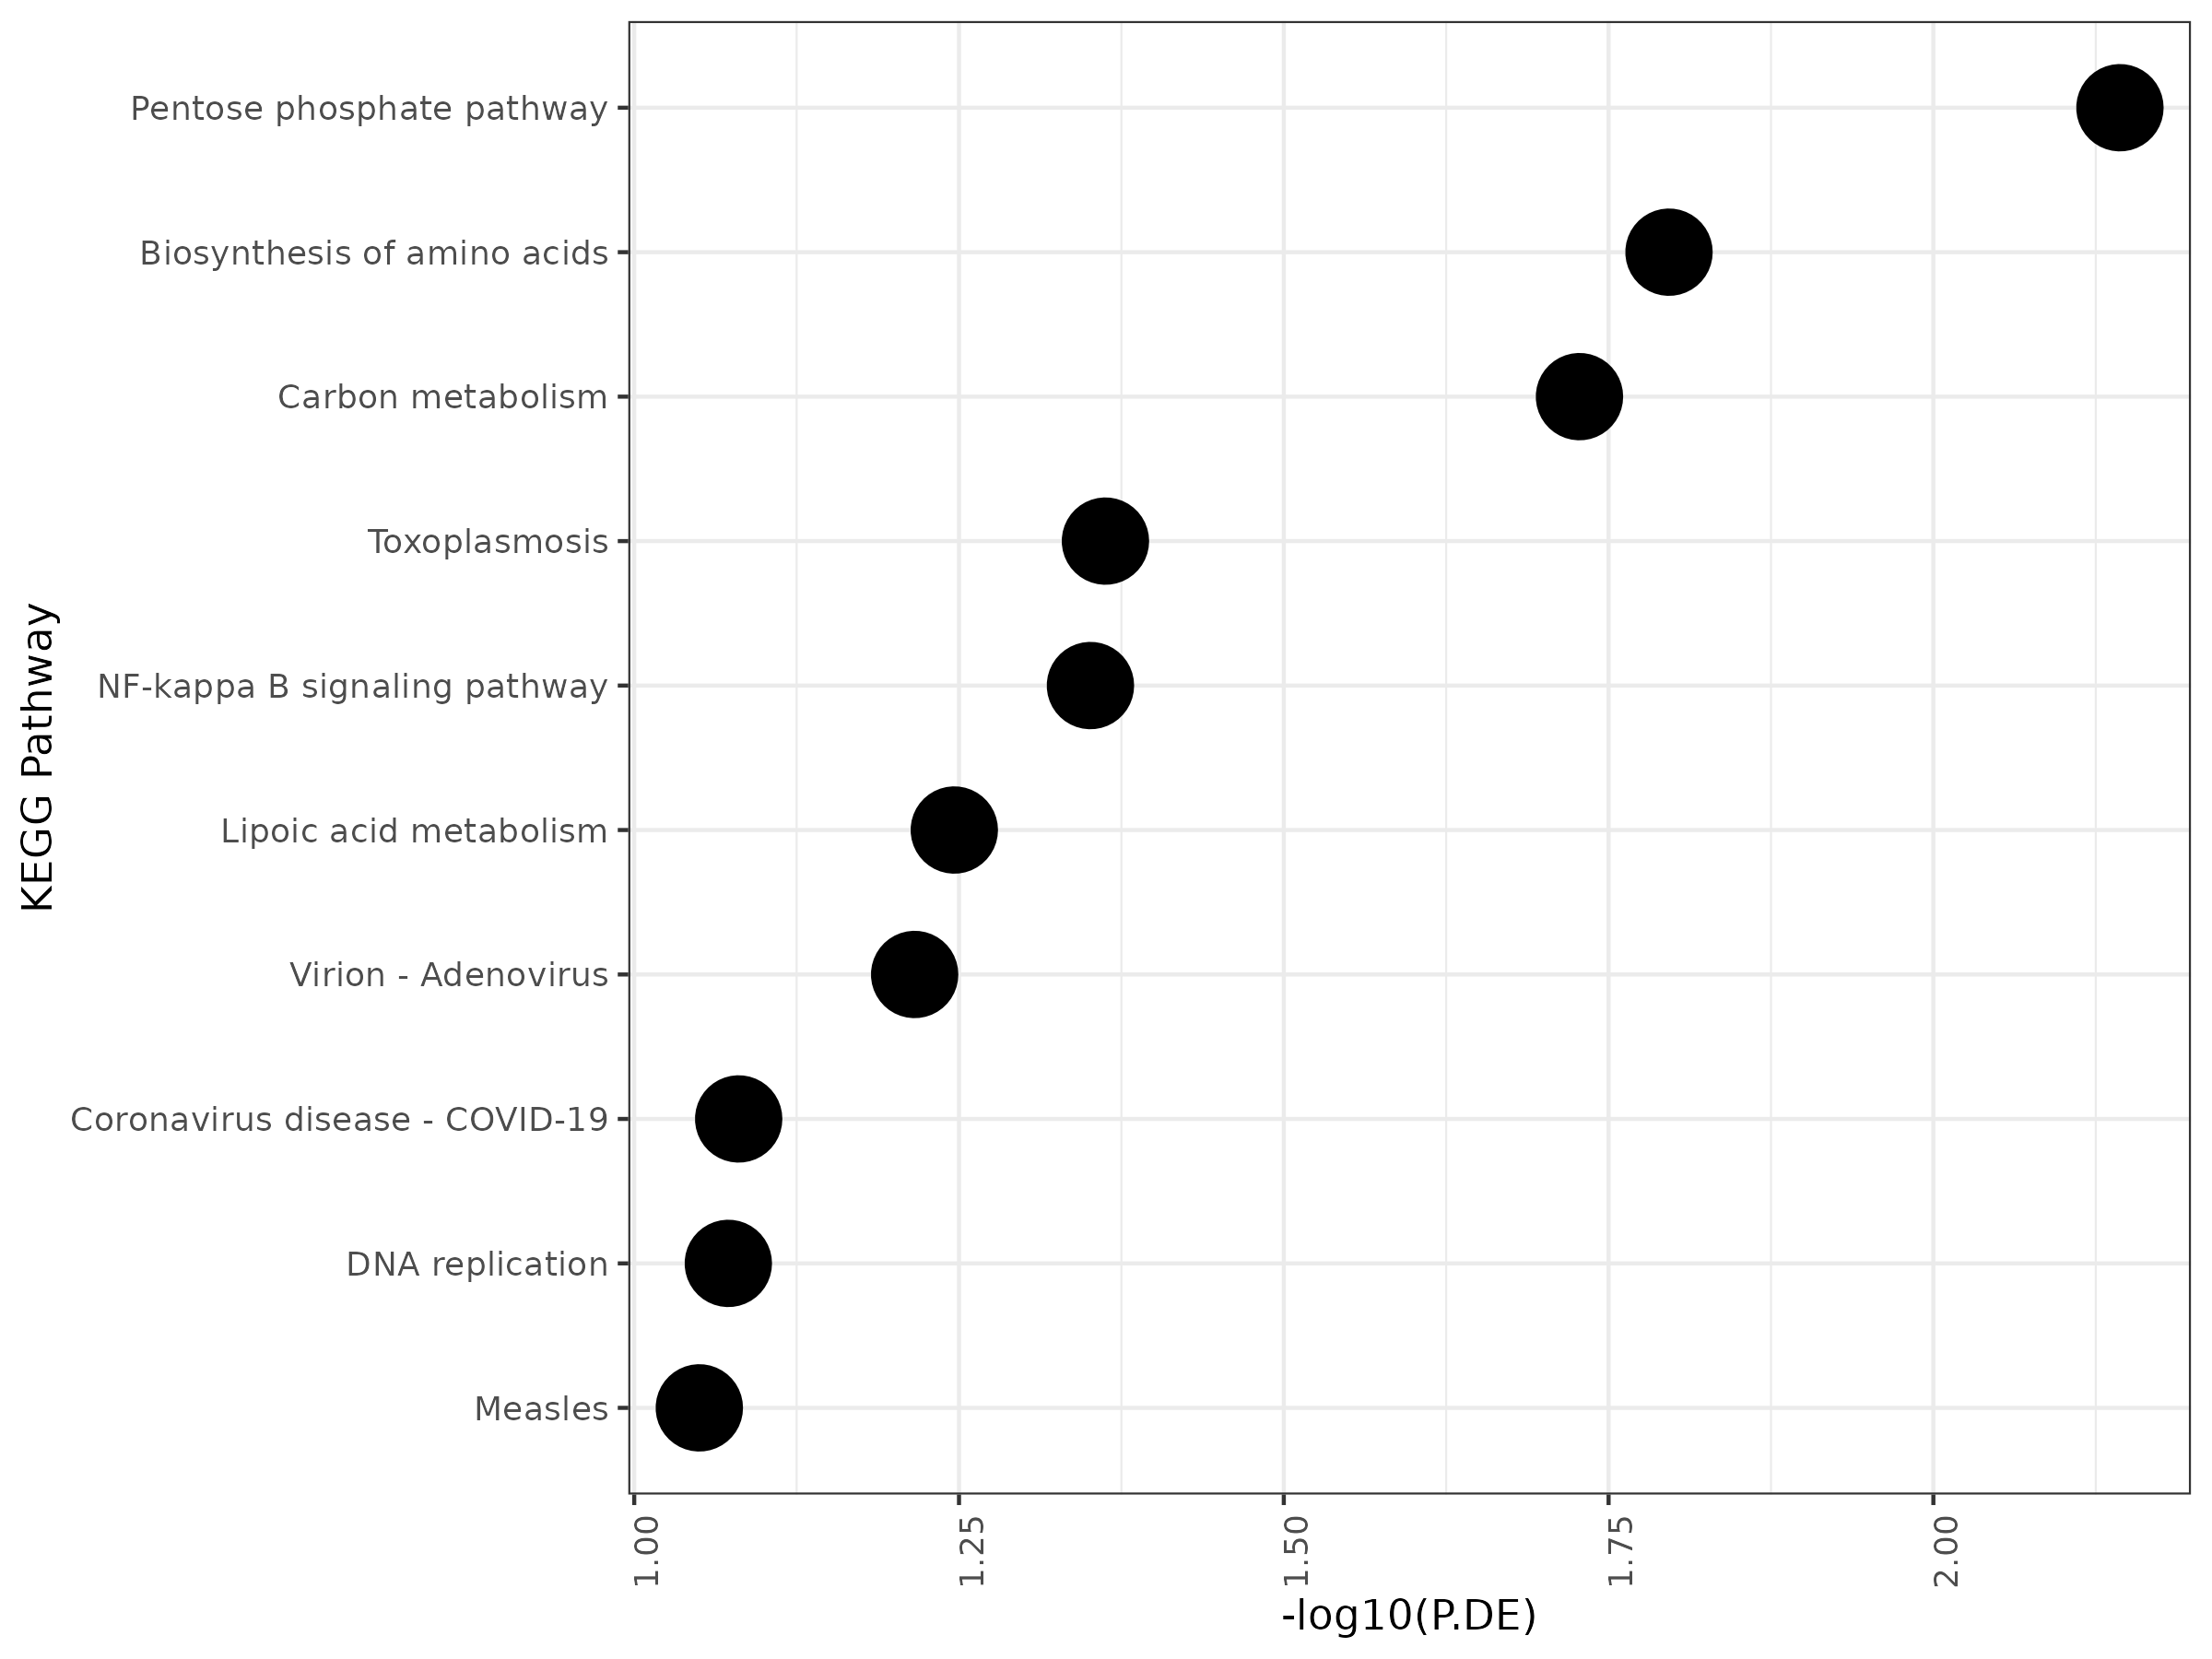 Pentose phosphate pathway
Biosynthesis of amino acids
Carbon metabolism
Toxoplasmosis
NF-kappa B signaling pathway
Lipoic acid metabolism
Virion - Adenovirus
Coronavirus disease - COVID-19
DNA replication
Measles
KEGG Pathway
1.00
1.25
1.50
1.75
2.00
-log10(P.DE)